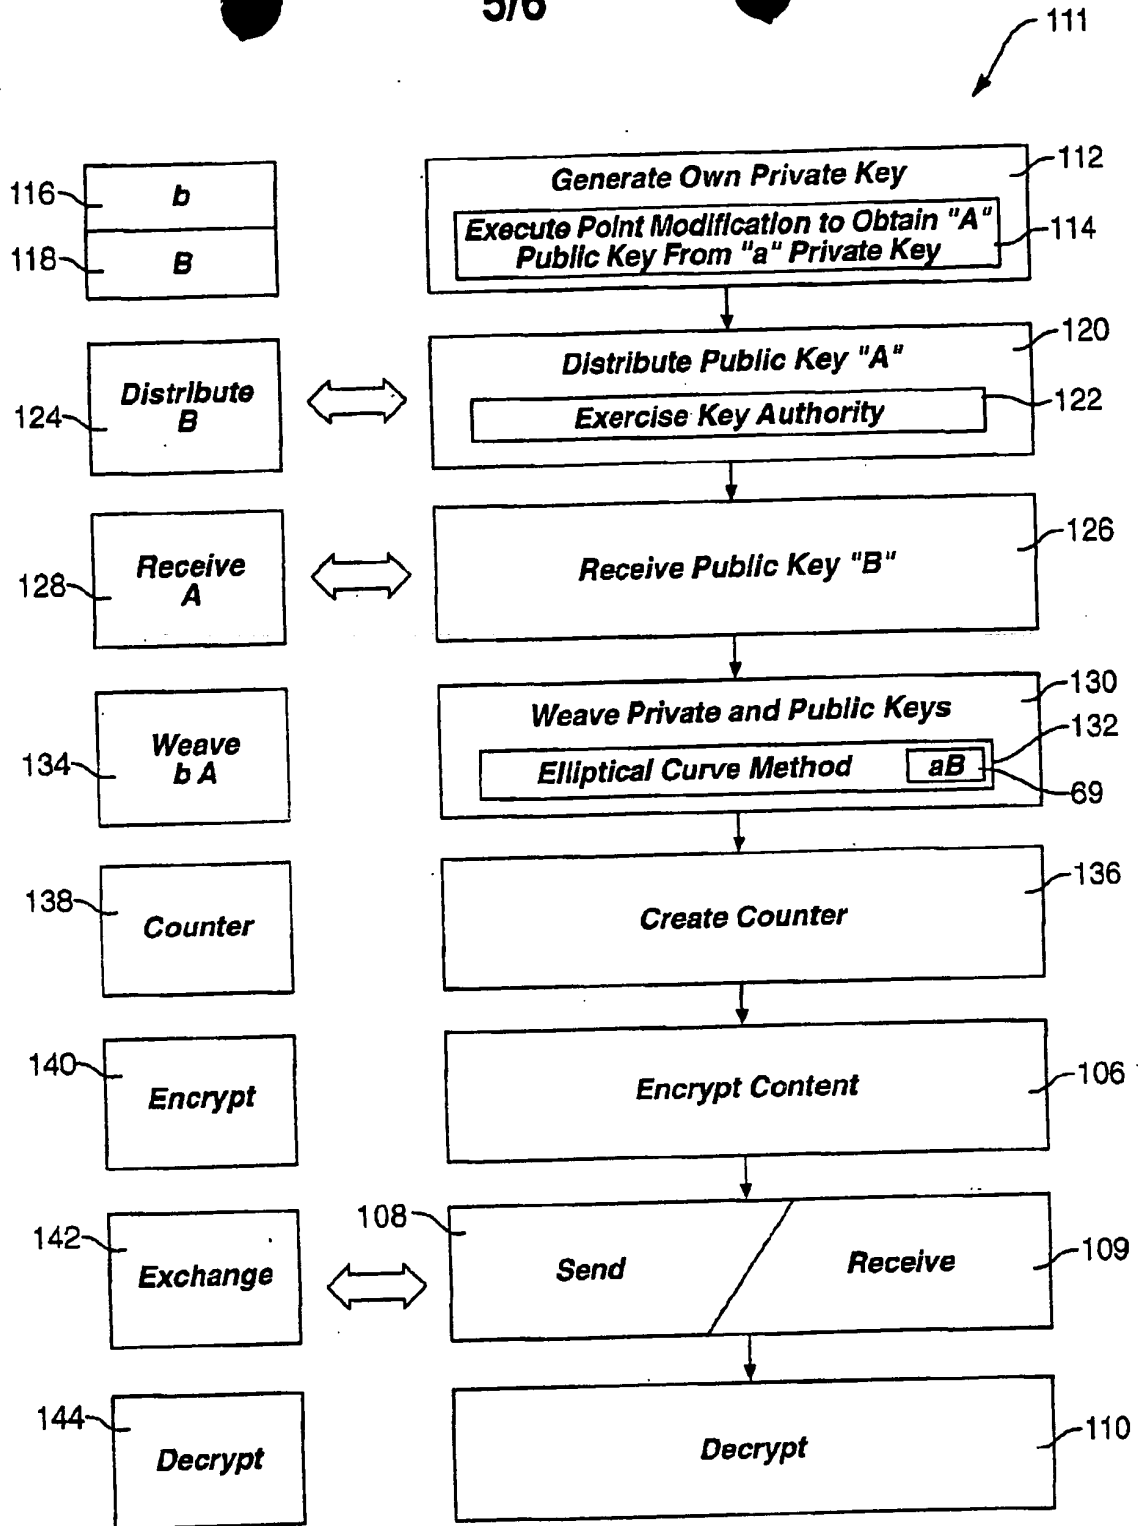 5/6
111
112
Generate Own Private Key
116
b
Execute Point Modification to Obtain "A"
Public Key From "a" Private Key
114
118
B
120
Distribute Public Key "A"
122
Exercise Key Authority
Distribute
B
124
126
Receive Public Key "B"
Receive
A
128
130
Weave Private and Public Keys
132
Elliptical Curve Method
aB
69
Weave
b A
134
136
138
Counter
Create Counter
140
Encrypt
Encrypt Content
106
142
Exchange
108
Send
Receive
109
144
Decrypt
Decrypt
110